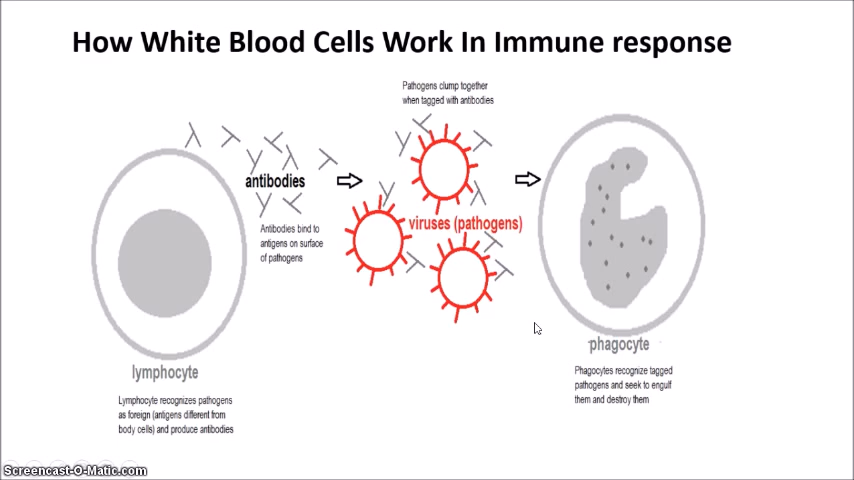 How White Blood Cells Work In Immune response
Pathogens clump together
when tagged with antibodies
antibodies
Antibodies bind to
antigens on surface
of pathogens
viruses (pathogens)
lymphocyte
Lymphocyte recognizes pathogens
as foreign (antigens different from
body cells) and produce antibodies
phagocyte
Phagocytes recognize tagged
pathogens and seek to engulf
them and destroy them
Screencast-O-Matic.com